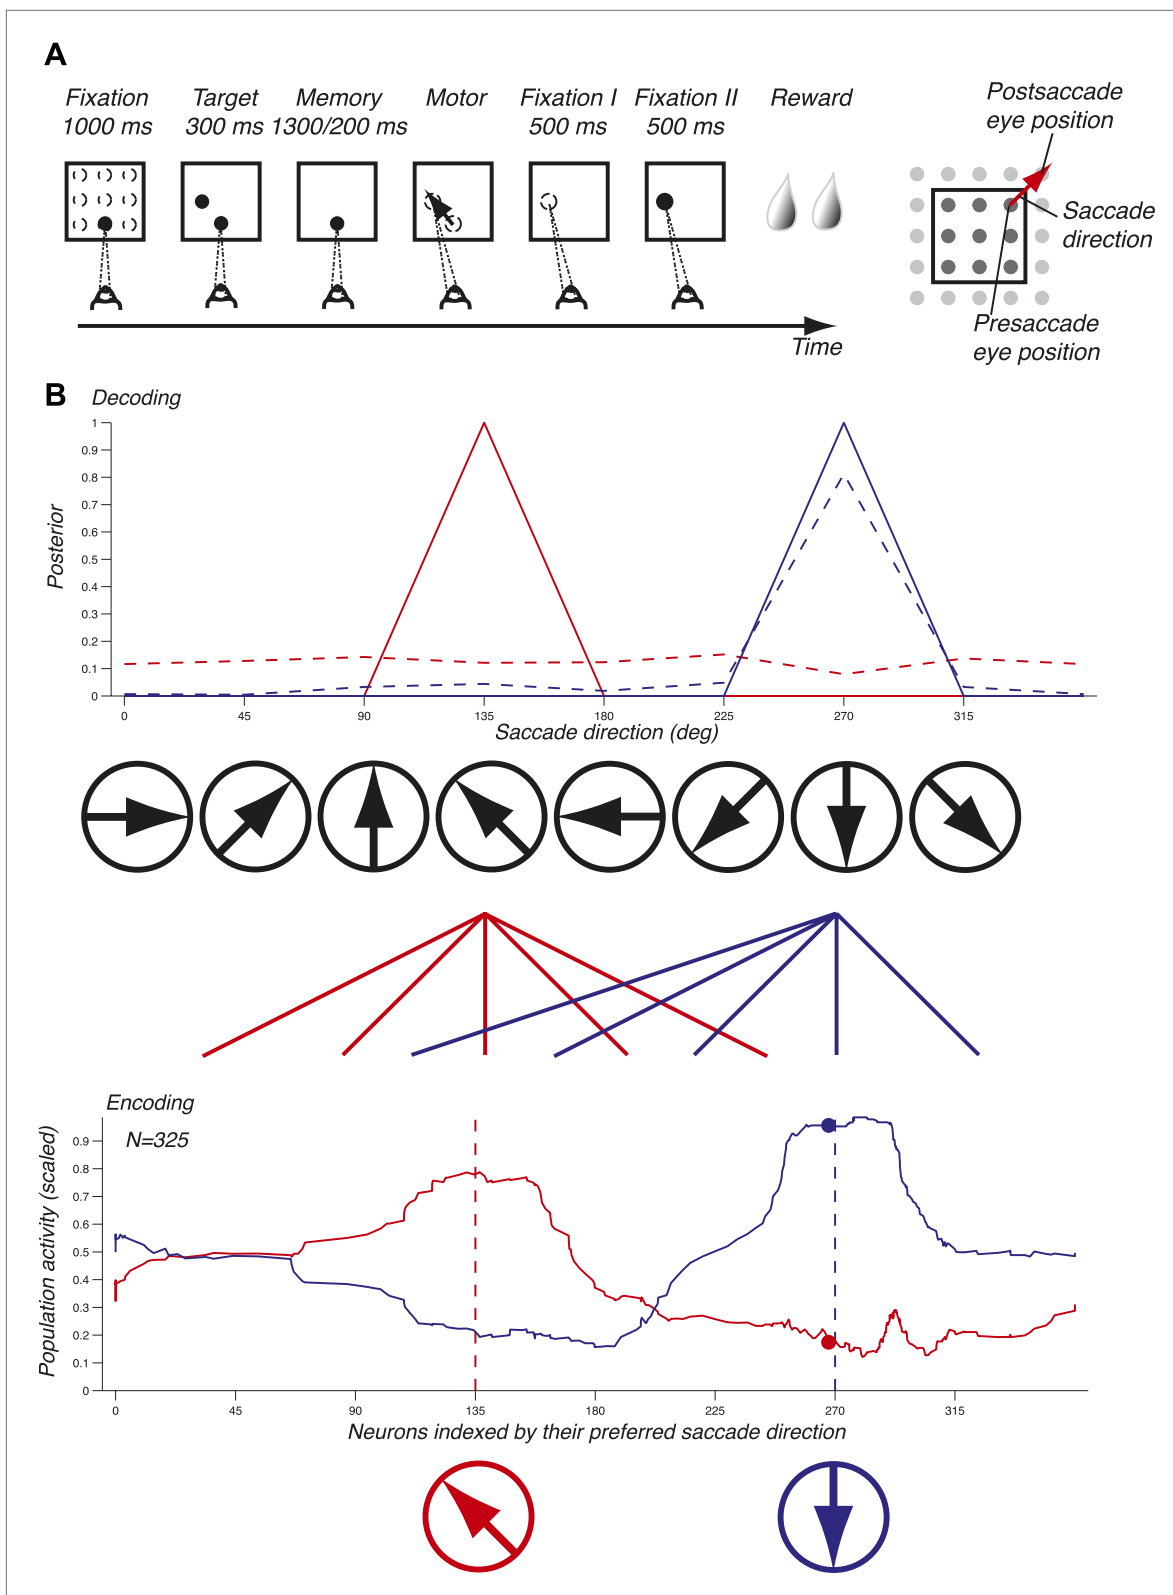 A
Fixation
1000 ms
Target
300 ms
Memory
1300/200 ms
Motor
Fixation I
500 ms
Fixation II
500 ms
Reward
Postsaccade
eye position
Saccade
direction
Presaccade
eye position
Time
B
Decoding
Posterior
1
0.9
0.8
0.7
0.6
0.5
0.4
0.3
0.2
0.1
0
0 45 90 135 180 225 270 315
Saccade direction (deg)
Encoding
N=325
Population activity (scaled)
0.9
0.8
0.7
0.6
0.5
0.4
0.3
0.2
0.1
0
0 45 90 135 180 225 270 315
Neurons indexed by their preferred saccade direction